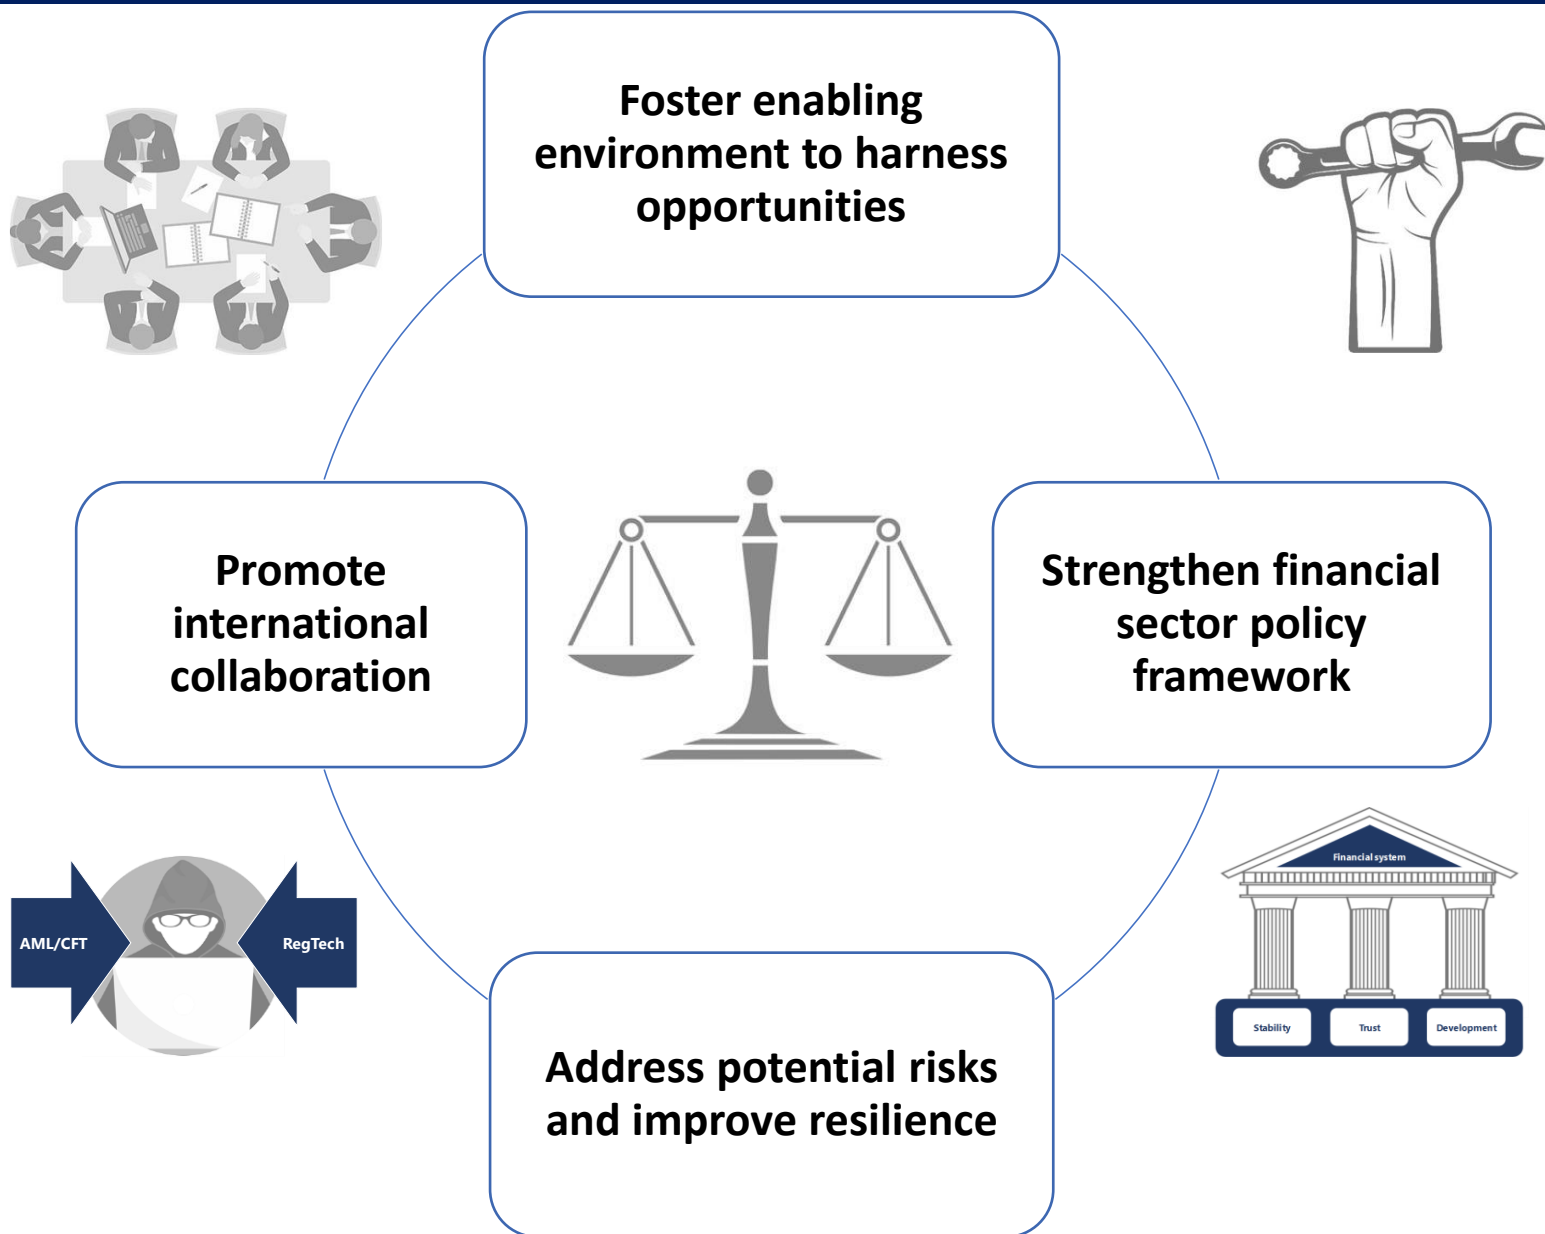 Foster enabling
environment to harness
opportunities
Promote
international
collaboration
Strengthen financial
sector policy
framework
Financial system
AML/CFT
RegTech
Stability
Trust
Development
Address potential risks
and improve resilience